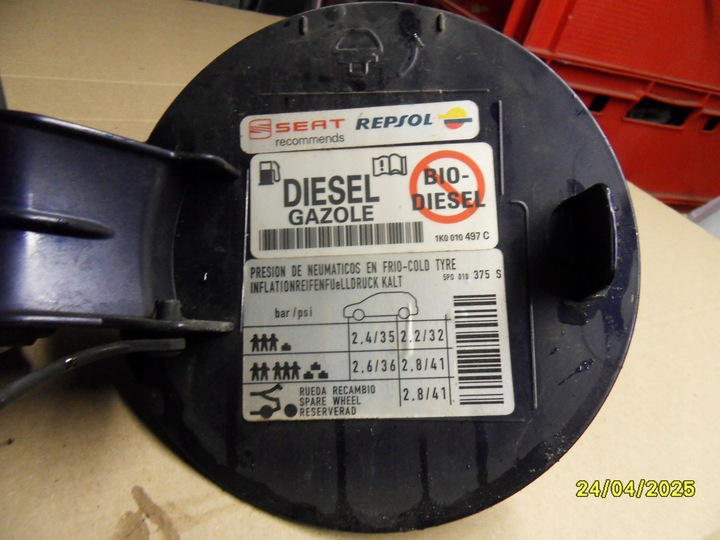 SEAT REPSOL
recommends
DIESEL
GAZOLE
BIO-
DIESEL
1K0 010 497 C
PRESION DE NEUMATICOS EN FRIO-COLD TYRE
INFLATIONREIFENFUeLLDRUCK KALT
5P0 010 375 S
bar/psi
2.4/35 2.2/32
2.6/36 2.8/41
RUEDA RECAMBIO
SPARE WHEEL
RESERVERAD
2.8/41
24/04/2025